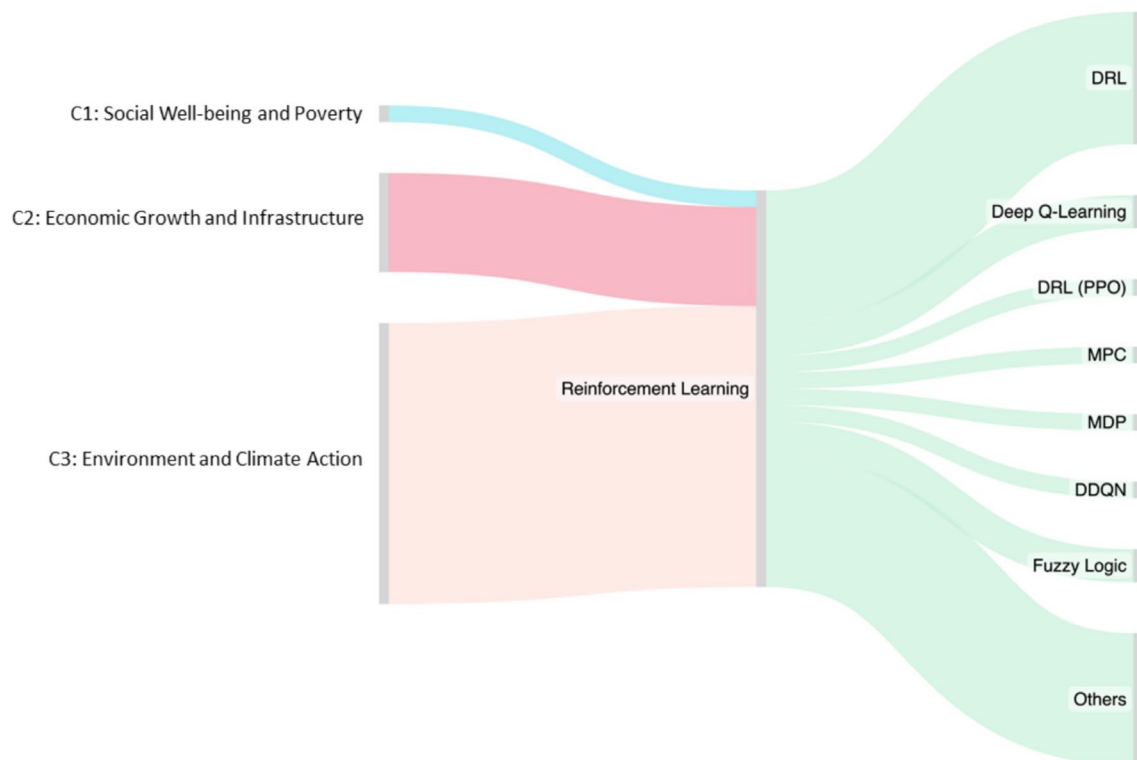 C1: Social Well-being and Poverty
C2: Economic Growth and Infrastructure
C3: Environment and Climate Action
Reinforcement Learning
DRL
Deep Q-Learning
DRL (PPO)
MPC
MDP
DDQN
Fuzzy Logic
Others